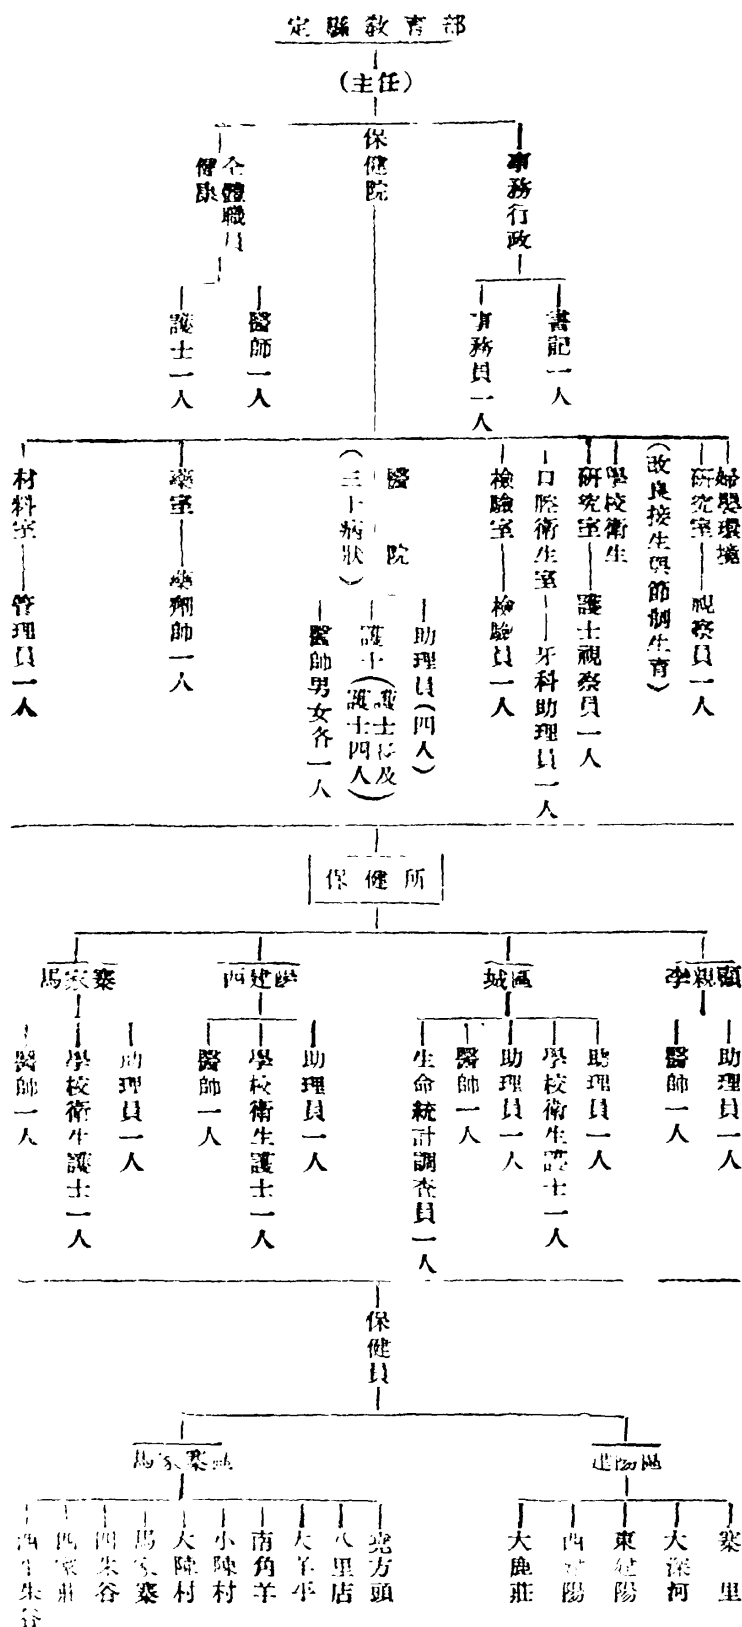 定縣教育部
(主任)
事務行政
保健院
全體職員
健康
書記一人
事務員一人
醫師一人
護士一人
婦嬰環境
研究室——視察員一人
(改良接生與節制生育)
學校衛生
研究室——護士視察員一人
口腔衛生室——牙科助理員一人
檢驗室——檢驗員一人
醫院
(三十病狀)
助理員(四人)
護士(護士長及
護士四人)
醫師男女各一人
藥室——藥劑師一人
材料室——管理員一人
保健所
李親顧
城區
西建陽
馬家寨
助理員一人
醫師一人
助理員一人
學校衛生護士一人
助理員一人
醫師一人
生命統計調查員一人
助理員一人
學校衛生護士一人
醫師一人
助理員一人
學校衛生護士一人
醫師一人
保健員
建陽區
馬家寨區
寨里
大深河
東建陽
西建陽
大鹿莊
堯方頭
八里店
大羊平
南角羊
小陳村
大陳村
馬家寨
朱谷
家莊
朱谷